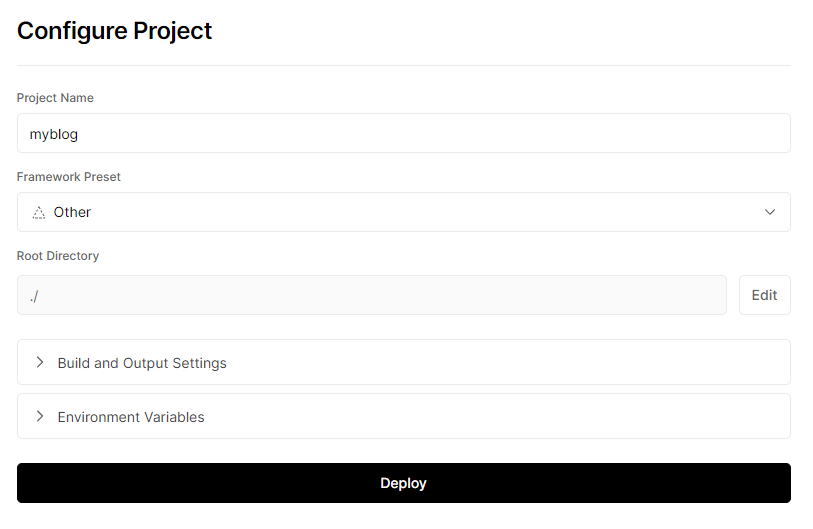 Configure Project
Project Name
myblog
Framework Preset
Other
Root Directory
./
Edit
Build and Output Settings
Environment Variables
Deploy